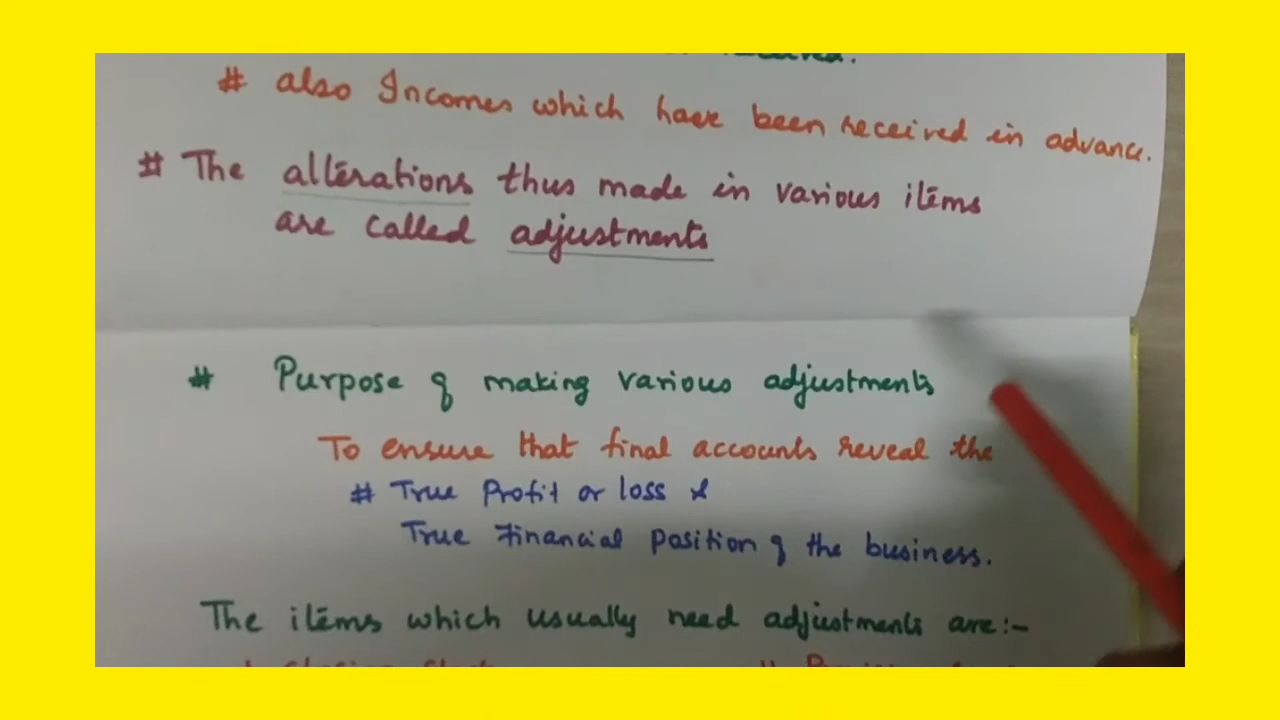 received.
# also Incomes which have been received in advance.
# The alterations thus made in various items
are called adjustments
# Purpose of making various adjustments
To ensure that final accounts reveal the
# True Profit or loss &
True Financial position of the business.
The items which usually need adjustments are:-